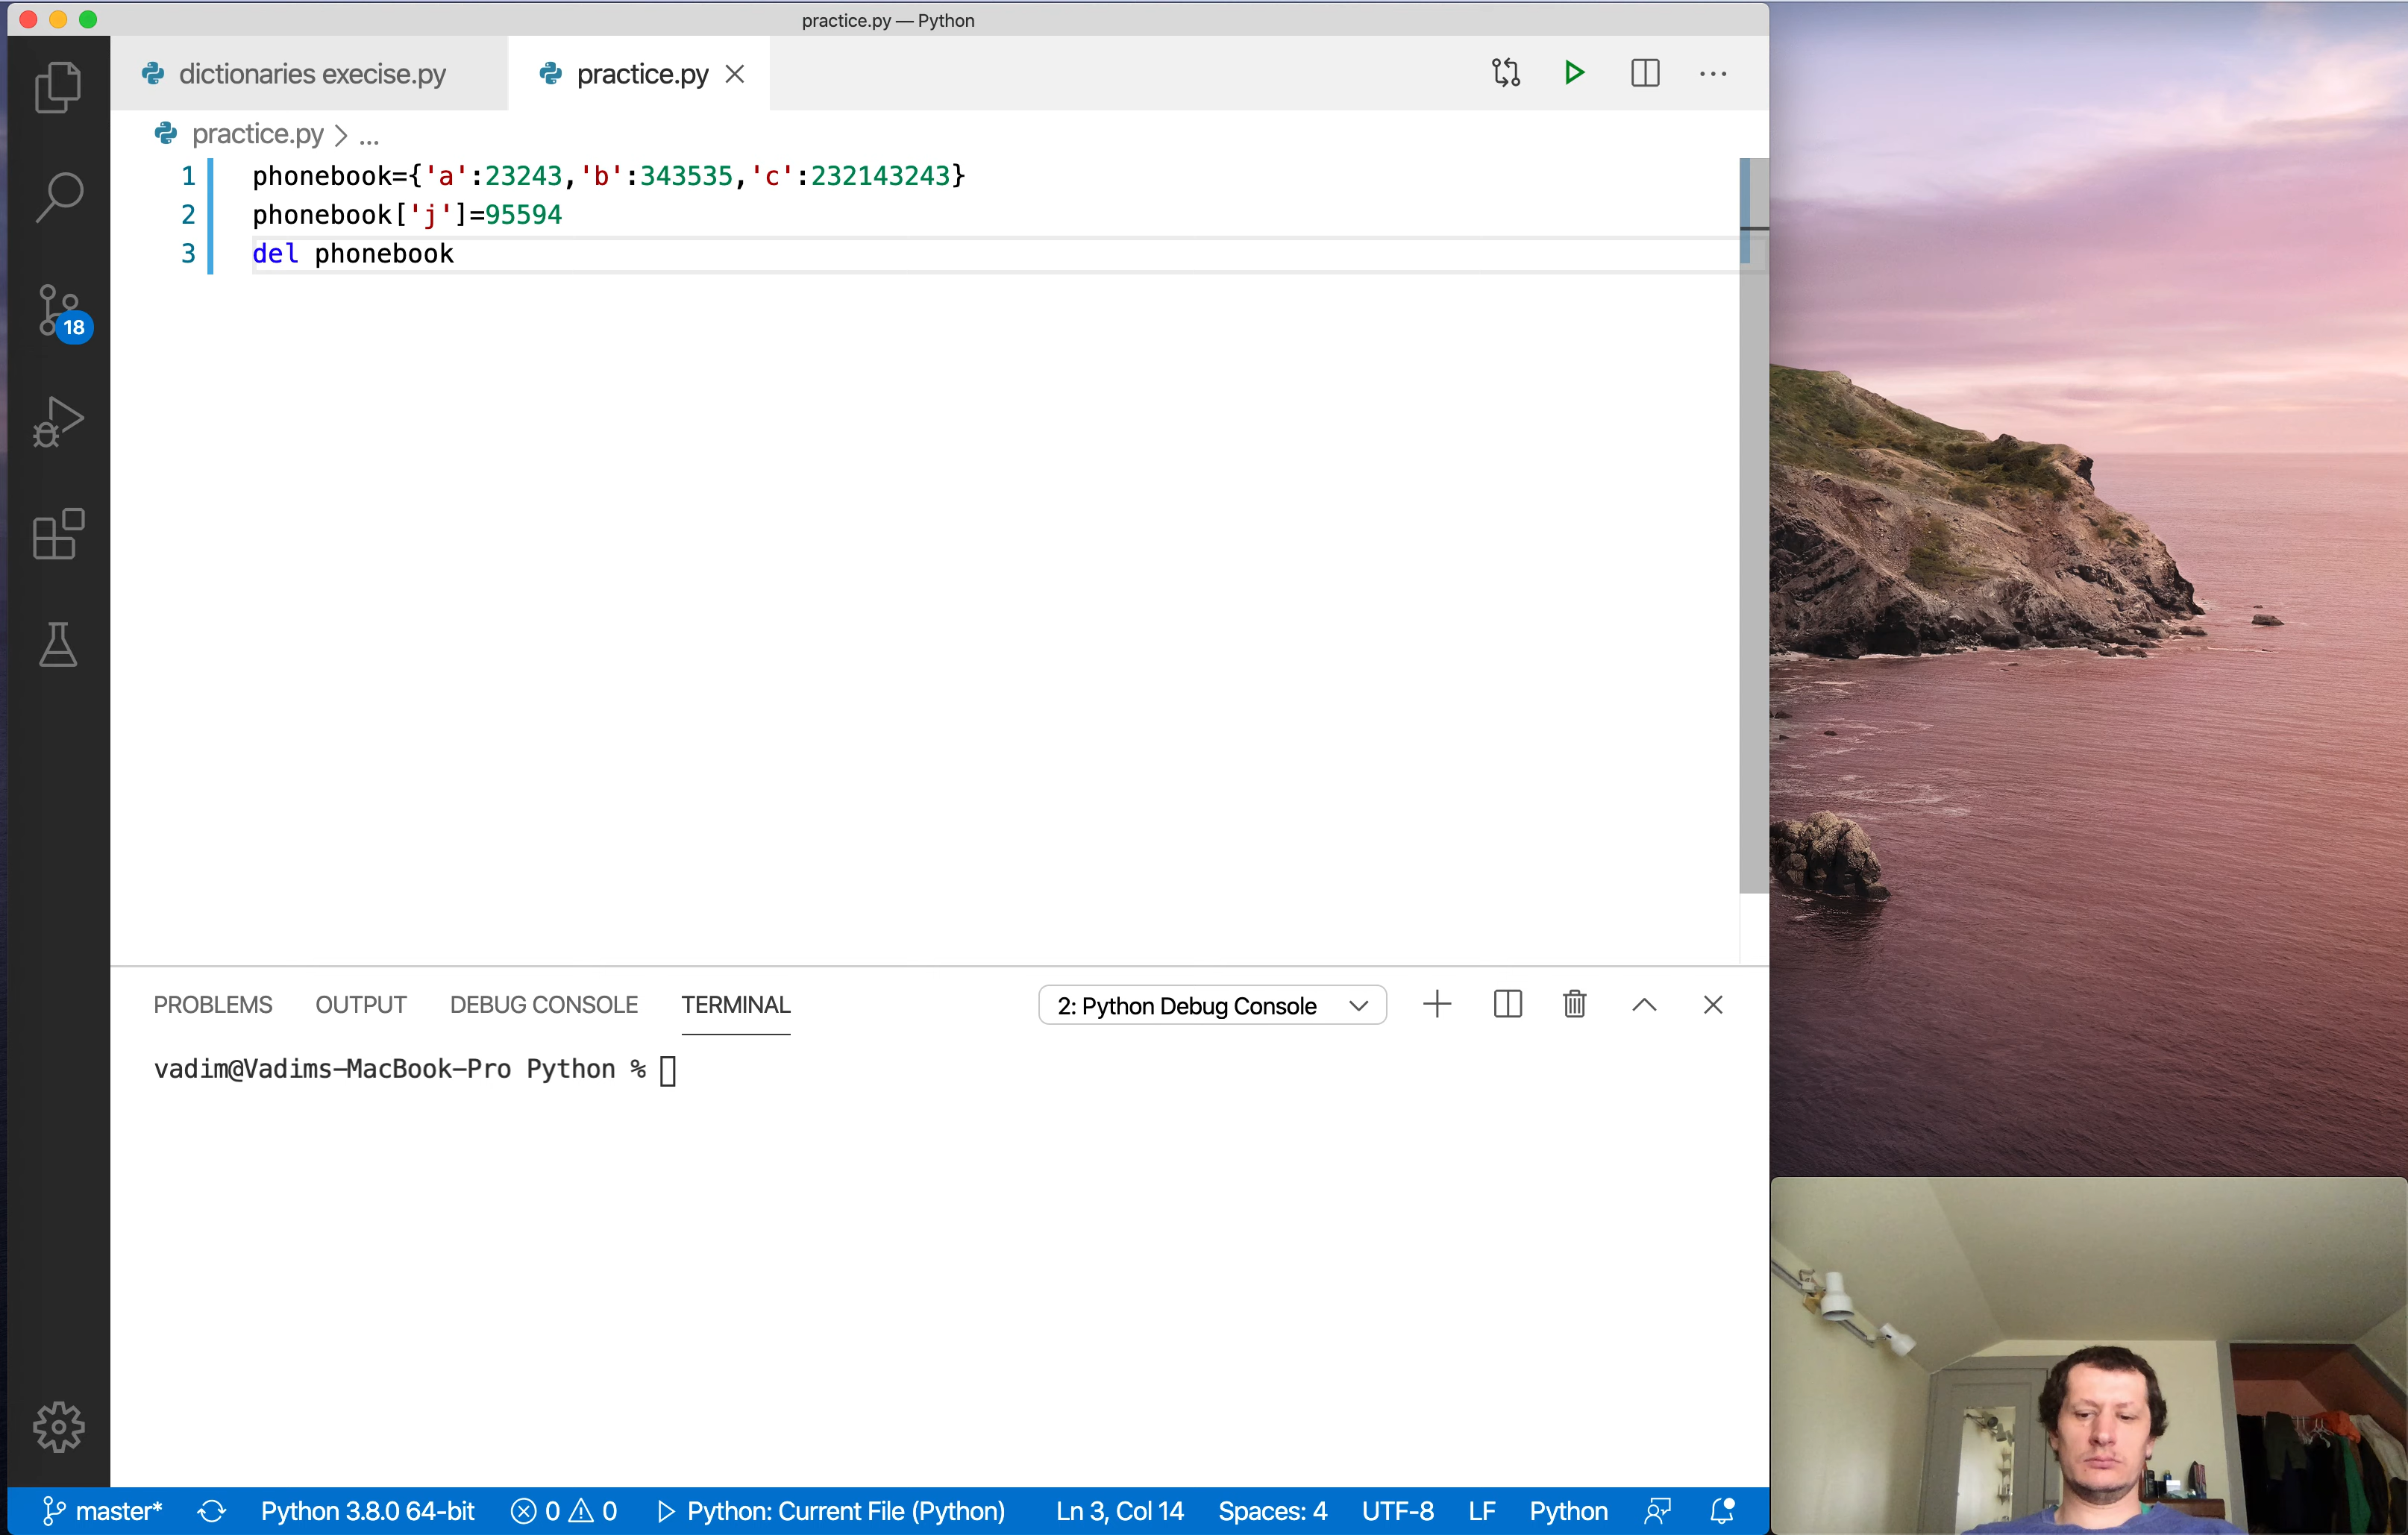 practice.py — Python
dictionaries execise.py
practice.py
practice.py > ...
1 phonebook={'a':23243,'b':343535,'c':232143243}
2 phonebook['j']=95594
3 del phonebook
18
PROBLEMS OUTPUT DEBUG CONSOLE TERMINAL 2: Python Debug Console
vadim@Vadims-MacBook-Pro Python %
master* Python 3.8.0 64-bit 0 0 Python: Current File (Python) Ln 3, Col 14 Spaces: 4 UTF-8 LF Python